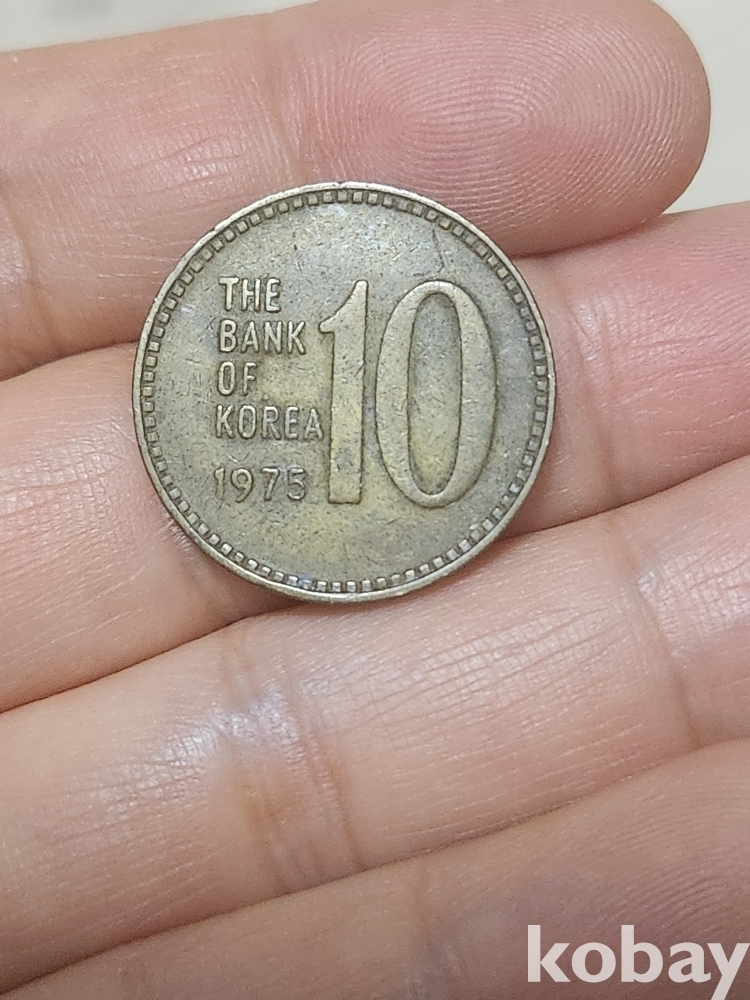 THE
BANK
OF
KOREA
1975
10
kobay